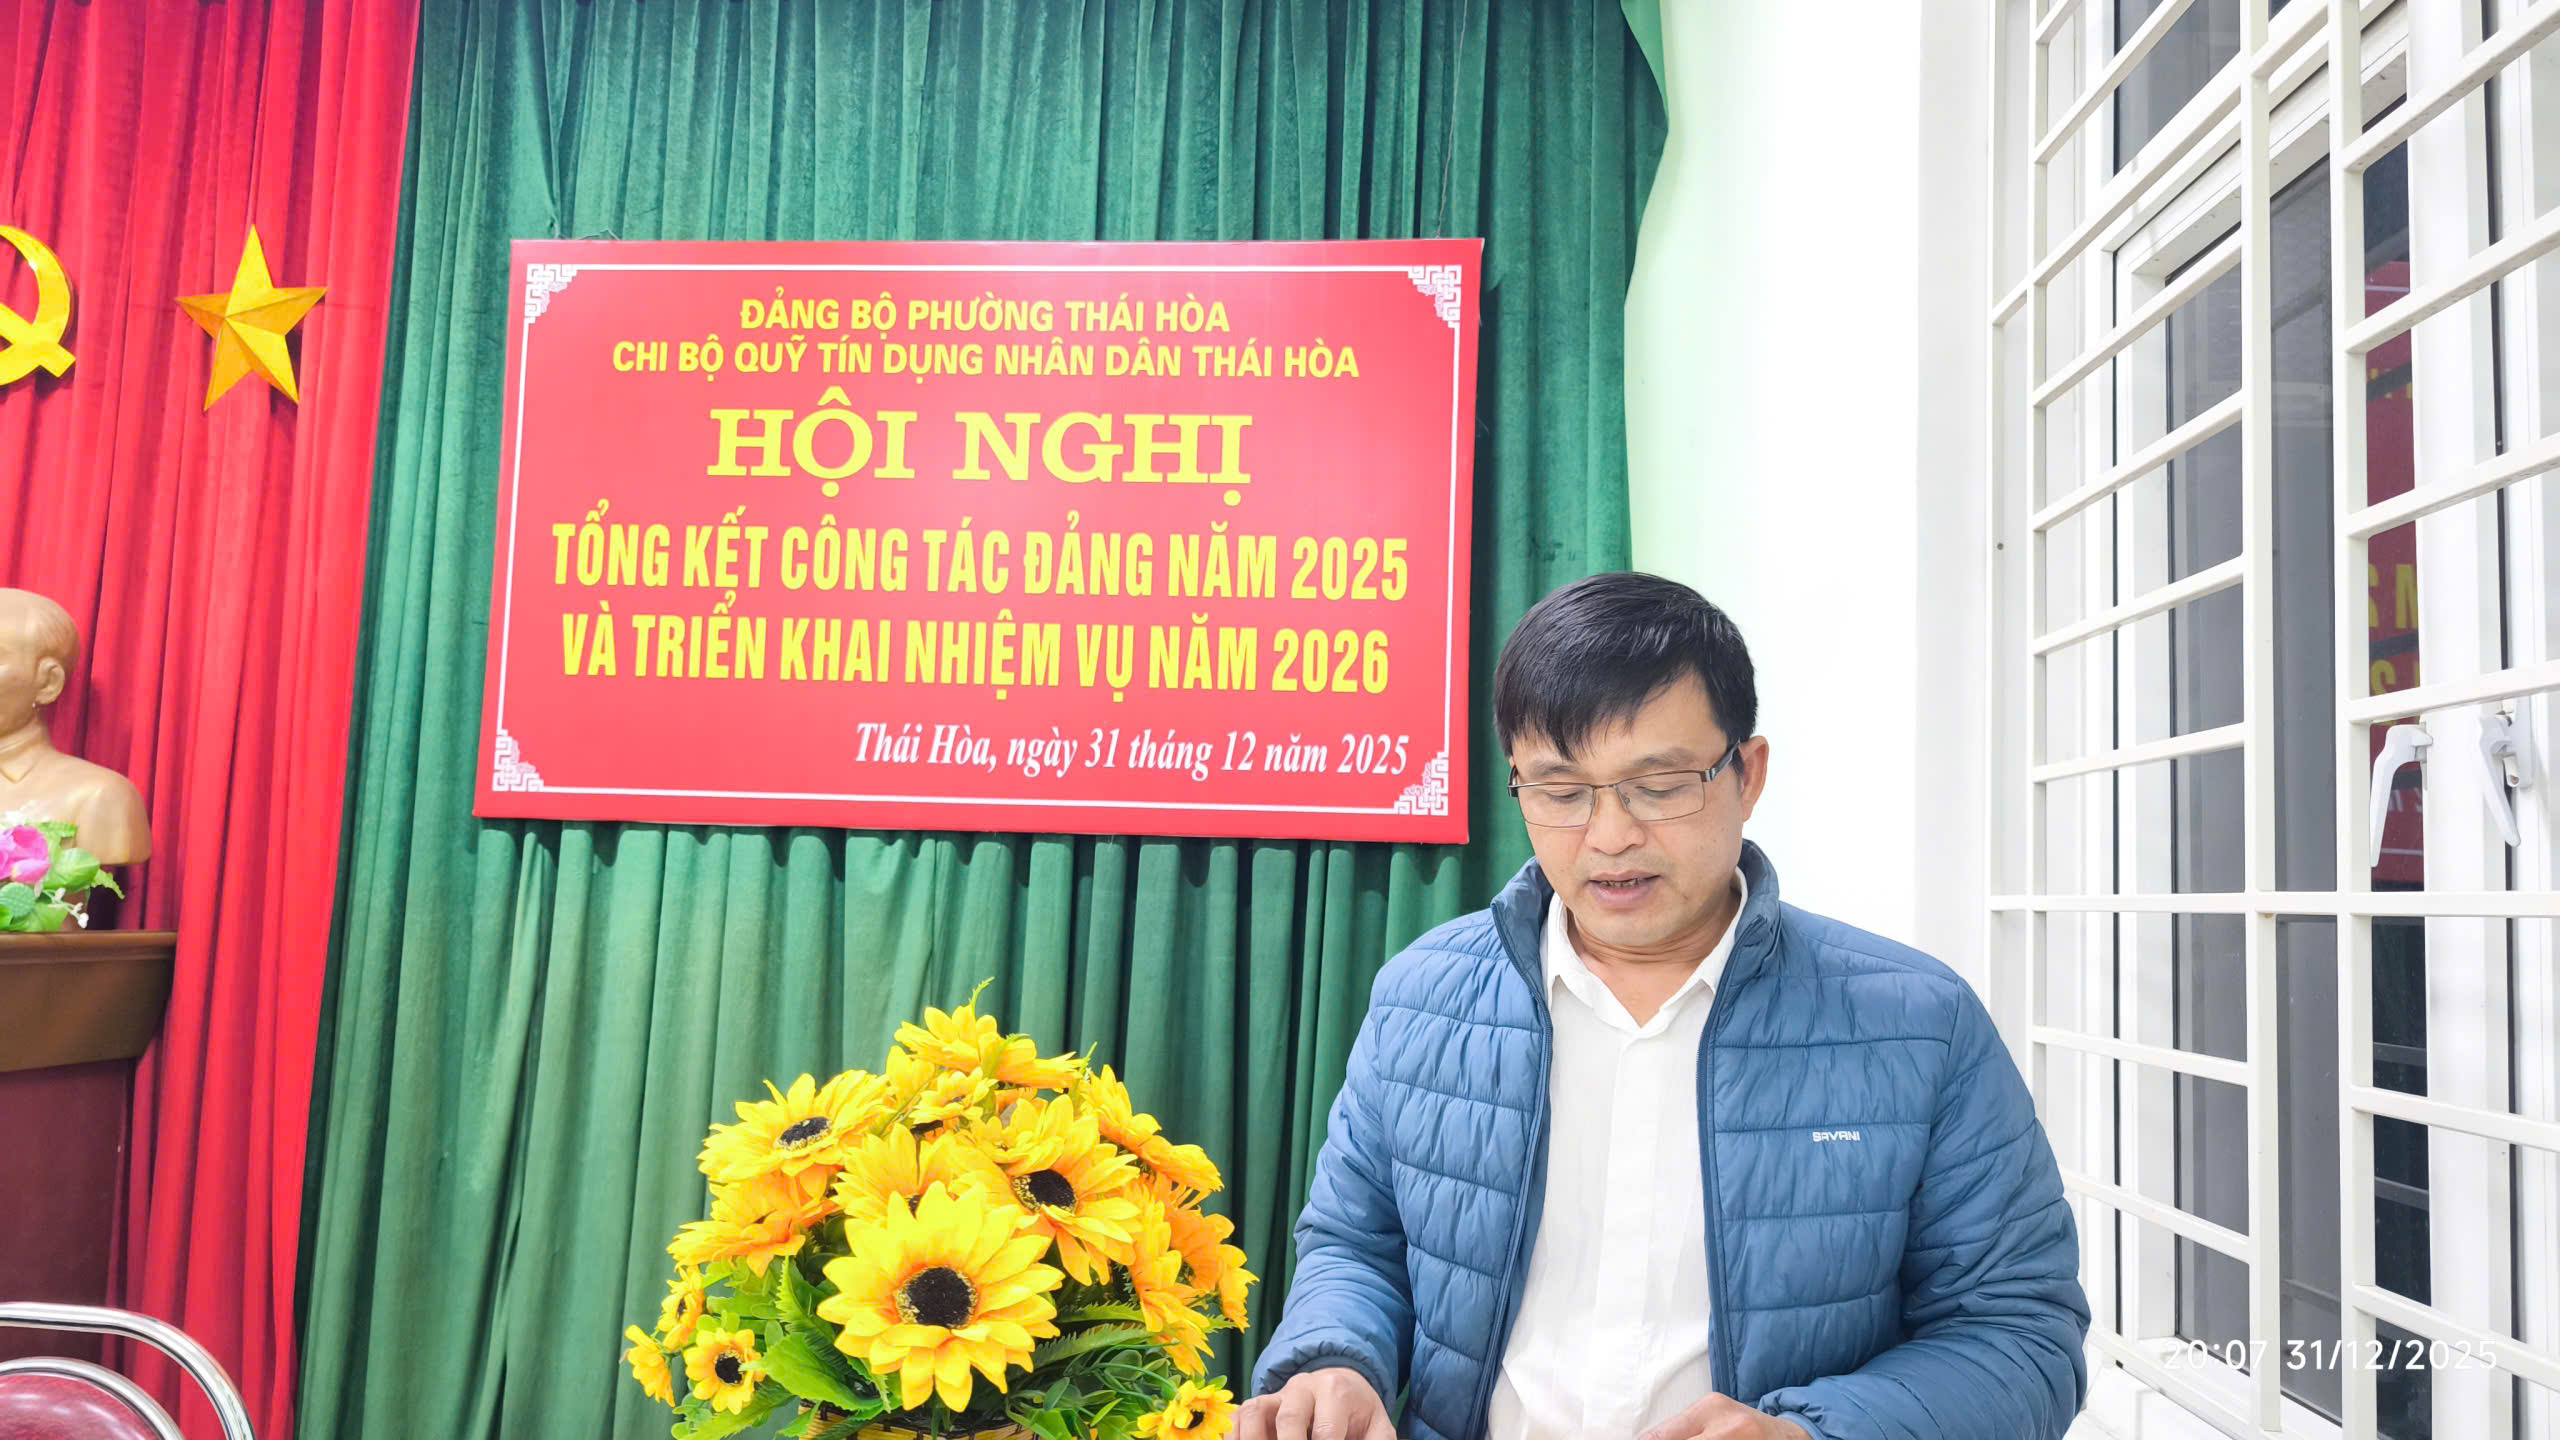 ĐẢNG BỘ PHƯỜNG THÁI HÒA
CHI BỘ QUỸ TÍN DỤNG NHÂN DÂN THÁI HÒA
HỘI NGHỊ
TỔNG KẾT CÔNG TÁC ĐẢNG NĂM 2025
VÀ TRIỂN KHAI NHIỆM VỤ NĂM 2026
Thái Hòa, ngày 31 tháng 12 năm 2025
SAVANI
20:07 31/12/2025